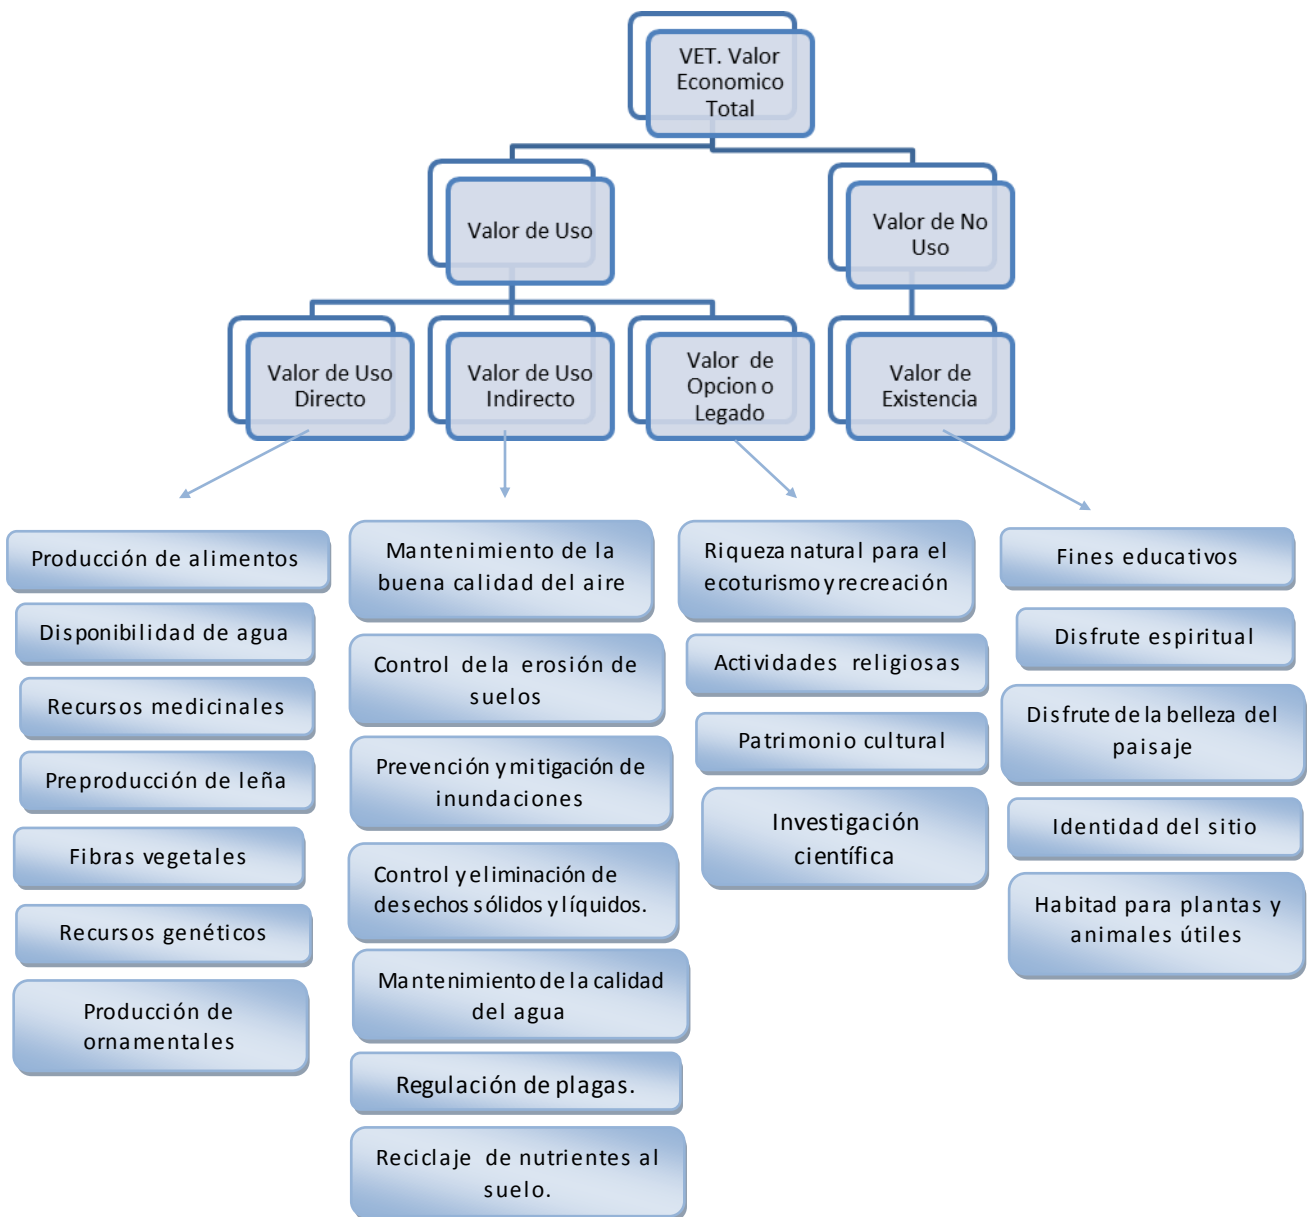 VET. Valor
Economico
Total
Valor de Uso
Valor de No
Uso
Valor de Uso
Directo
Valor de Uso
Indirecto
Valor de
Opcion o
Legado
Valor de
Existencia
Producción de alimentos
Disponibilidad de agua
Recursos medicinales
Preproducción de leña
Fibras vegetales
Recursos genéticos
Producción de
ornamentales
Mantenimiento de la
buena calidad del aire
Control de la erosión de
suelos
Prevención y mitigación de
inundaciones
Control y eliminación de
desechos sólidos y líquidos.
Mantenimiento de la calidad
del agua
Regulación de plagas.
Reciclaje de nutrientes al
suelo.
Riqueza natural para el
ecoturismo y recreación
Actividades religiosas
Patrimonio cultural
Investigación
científica
Fines educativos
Disfrute espiritual
Disfrute de la belleza del
paisaje
Identidad del sitio
Habitad para plantas y
animales útiles